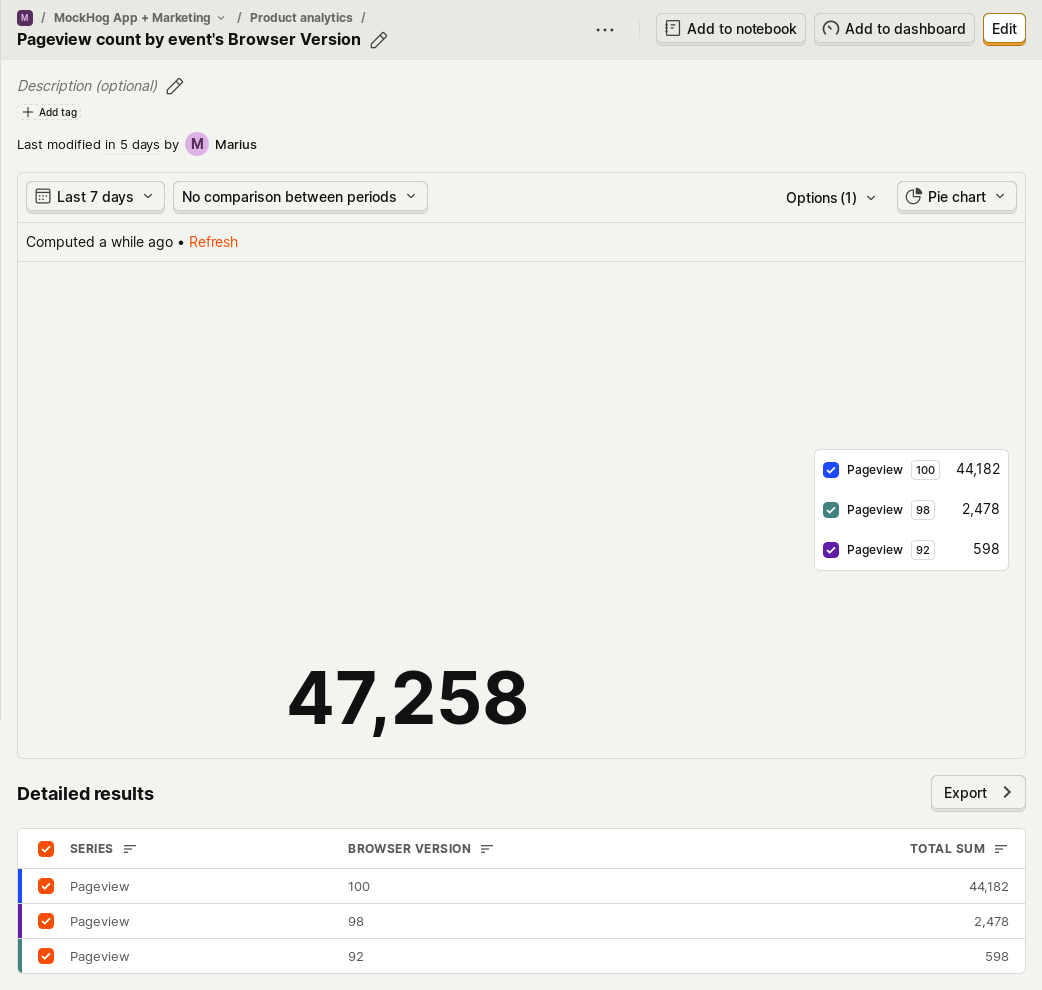 M / MockHog App + Marketing / Product analytics /
Pageview count by event's Browser Version
Add to notebook
Add to dashboard
Edit
Description (optional)
Add tag
Last modified in 5 days by M Marius
Last 7 days
No comparison between periods
Options (1)
Pie chart
Computed a while ago • Refresh
Pageview 100 44,182
Pageview 98 2,478
Pageview 92 598
47,258
Detailed results
Export
SERIES BROWSER VERSION TOTAL SUM
Pageview 100 44,182
Pageview 98 2,478
Pageview 92 598